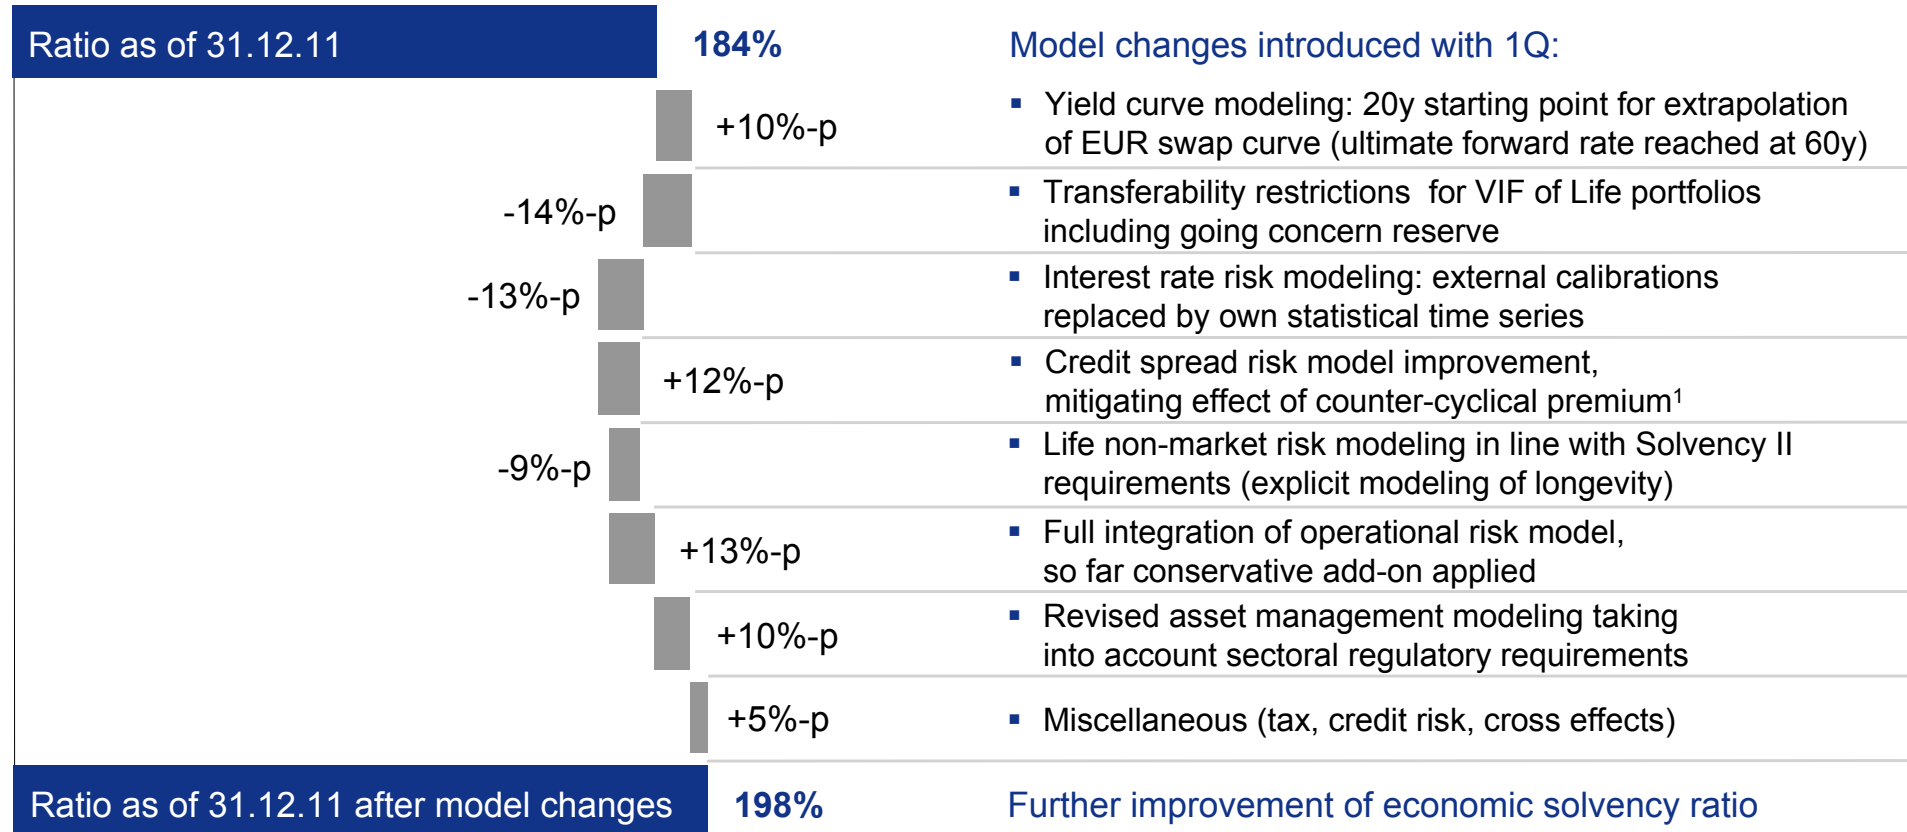 Ratio as of 31.12.11
184%
Model changes introduced with 1Q:
+10%-p
▪ Yield curve modeling: 20y starting point for extrapolation
of EUR swap curve (ultimate forward rate reached at 60y)
-14%-p
▪ Transferability restrictions for VIF of Life portfolios
including going concern reserve
-13%-p
▪ Interest rate risk modeling: external calibrations
replaced by own statistical time series
+12%-p
▪ Credit spread risk model improvement,
mitigating effect of counter-cyclical premium¹
-9%-p
▪ Life non-market risk modeling in line with Solvency II
requirements (explicit modeling of longevity)
+13%-p
▪ Full integration of operational risk model,
so far conservative add-on applied
+10%-p
▪ Revised asset management modeling taking
into account sectoral regulatory requirements
+5%-p
▪ Miscellaneous (tax, credit risk, cross effects)
Ratio as of 31.12.11 after model changes
198%
Further improvement of economic solvency ratio